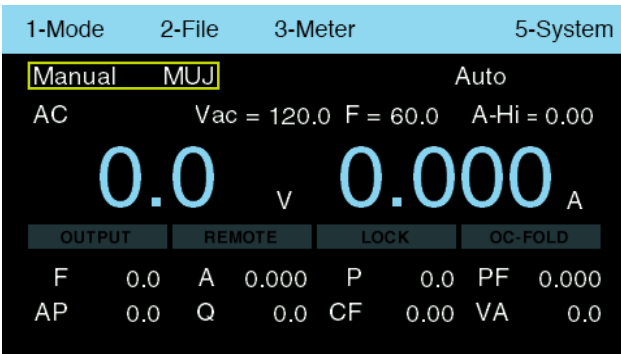 1-Mode 2-File 3-Meter 5-System
Manual MUJ Auto
AC Vac = 120.0 F = 60.0 A-Hi = 0.00
0.0 V 0.000 A
OUTPUT REMOTE LOCK OC-FOLD
F 0.0 A 0.000 P 0.0 PF 0.000
AP 0.0 Q 0.0 CF 0.00 VA 0.0